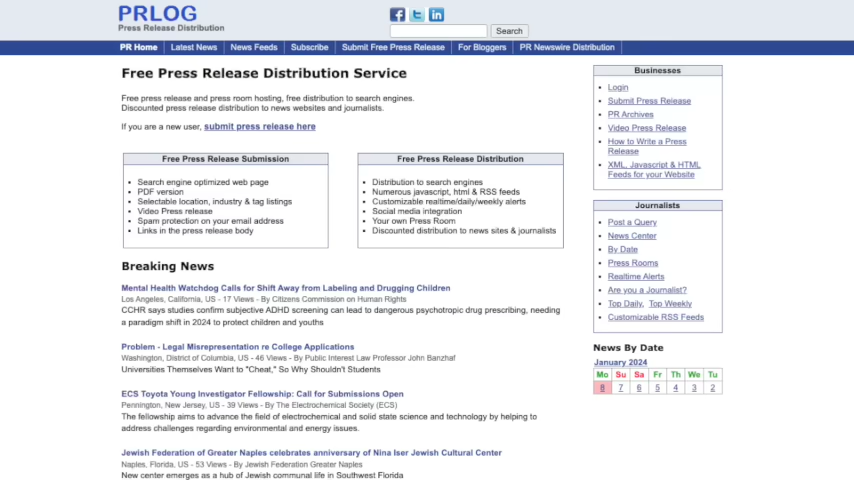 PRLOG
Press Release Distribution
Search
PR Home
Latest News
News Feeds
Subscribe
Submit Free Press Release
For Bloggers
PR Newswire Distribution
Free Press Release Distribution Service
Free press release and press room hosting, free distribution to search engines.
Discounted press release distribution to news websites and journalists.
If you are a new user, submit press release here
Free Press Release Submission
Search engine optimized web page
PDF version
Selectable location, industry & tag listings
Video Press release
Spam protection on your email address
Links in the press release body
Free Press Release Distribution
Distribution to search engines
Numerous javascript, html & RSS feeds
Customizable realtime/daily/weekly alerts
Social media integration
Your own Press Room
Discounted distribution to news sites & journalists
Breaking News
Mental Health Watchdog Calls for Shift Away from Labeling and Drugging Children
Los Angeles, California, US - 17 Views - By Citizens Commission on Human Rights
CCHR says studies confirm subjective ADHD screening can lead to dangerous psychotropic drug prescribing, needing
a paradigm shift in 2024 to protect children and youths
Problem - Legal Misrepresentation re College Applications
Washington, District of Columbia, US - 46 Views - By Public Interest Law Professor John Banzhaf
Universities Themselves Want to "Cheat," So Why Shouldn't Students
ECS Toyota Young Investigator Fellowship: Call for Submissions Open
Pennington, New Jersey, US - 39 Views - By The Electrochemical Society (ECS)
The fellowship aims to advance the field of electrochemical and solid state science and technology by helping to
address challenges regarding environmental and energy issues.
Jewish Federation of Greater Naples celebrates anniversary of Nina Iser Jewish Cultural Center
Naples, Florida, US - 53 Views - By Jewish Federation Greater Naples
New center emerges as a hub of Jewish communal life in Southwest Florida
Businesses
Login
Submit Press Release
PR Archives
Video Press Release
How to Write a Press
Release
XML, Javascript & HTML
Feeds for your Website
Journalists
Post a Query
News Center
By Date
Press Rooms
Realtime Alerts
Are you a Journalist?
Top Daily, Top Weekly
Customizable RSS Feeds
News By Date
January 2024
Mo Su Sa Fr Th We Tu
8 7 6 5 4 3 2